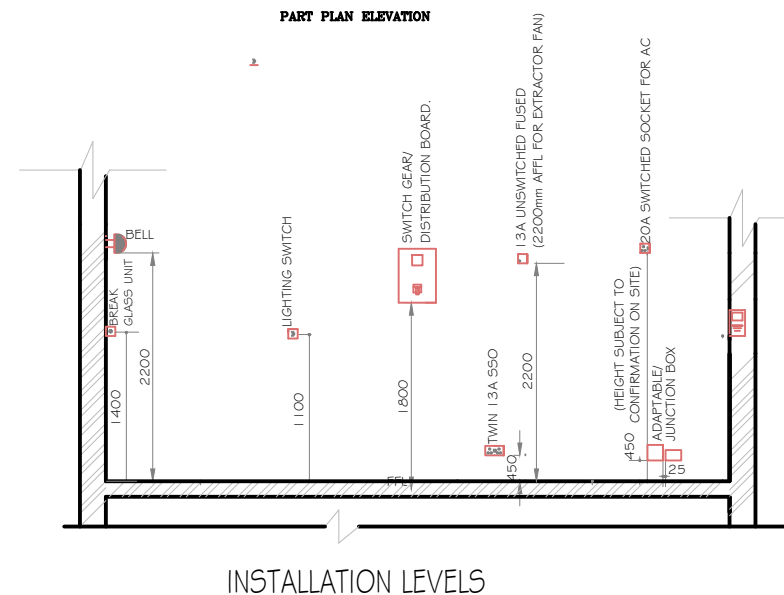 PART PLAN ELEVATION
BELL
BREAK
GLASS UNIT
1400
2200
LIGHTING SWITCH
1100
SWITCH GEAR/
DISTRIBUTION BOARD.
1800
TWIN 13A SSO
450
13A UNSWITCHED FUSED
(2200mm AFFL FOR EXTRACTOR FAN)
2200
20A SWITCHED SOCKET FOR AC
(HEIGHT SUBJECT TO
CONFIRMATION ON SITE)
450
ADAPTABLE/
JUNCTION BOX
25
FFL
INSTALLATION LEVELS